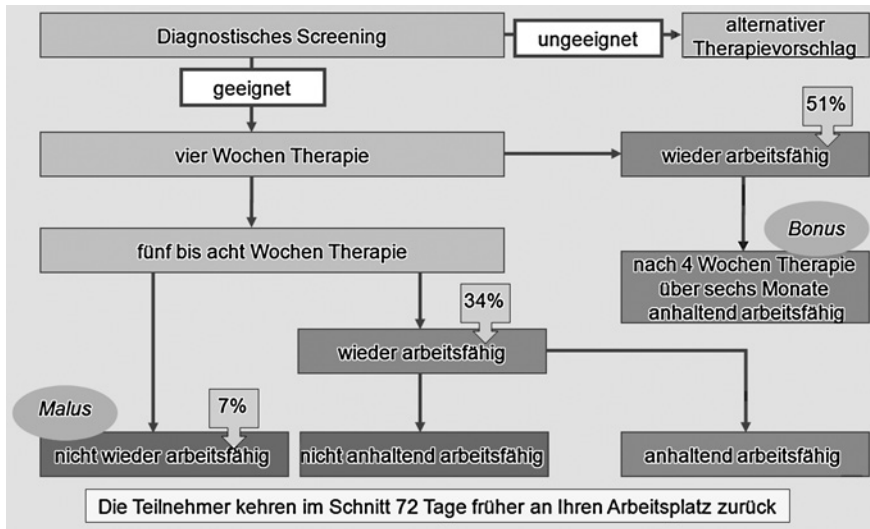 Diagnostisches Screening
ungeeignet
alternativer
Therapievorschlag
geeignet
51%
vier Wochen Therapie
wieder arbeitsfähig
Bonus
fünf bis acht Wochen Therapie
nach 4 Wochen Therapie
über sechs Monate
anhaltend arbeitsfähig
34%
wieder arbeitsfähig
Malus
7%
nicht wieder arbeitsfähig
nicht anhaltend arbeitsfähig
anhaltend arbeitsfähig
Die Teilnehmer kehren im Schnitt 72 Tage früher an Ihren Arbeitsplatz zurück